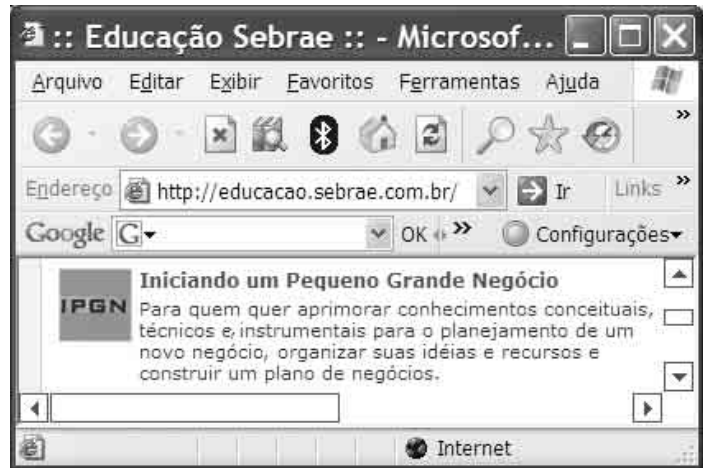 :: Educação Sebrae :: - Microsof...
Arquivo Editar Exibir Favoritos Ferramentas Ajuda
»
Endereço http://educacao.sebrae.com.br/ Ir Links »
Google G OK » Configurações
IPGN
Iniciando um Pequeno Grande Negócio
Para quem quer aprimorar conhecimentos conceituais,
técnicos e, instrumentais para o planejamento de um
novo negócio, organizar suas idéias e recursos e
construir um plano de negócios.
Internet